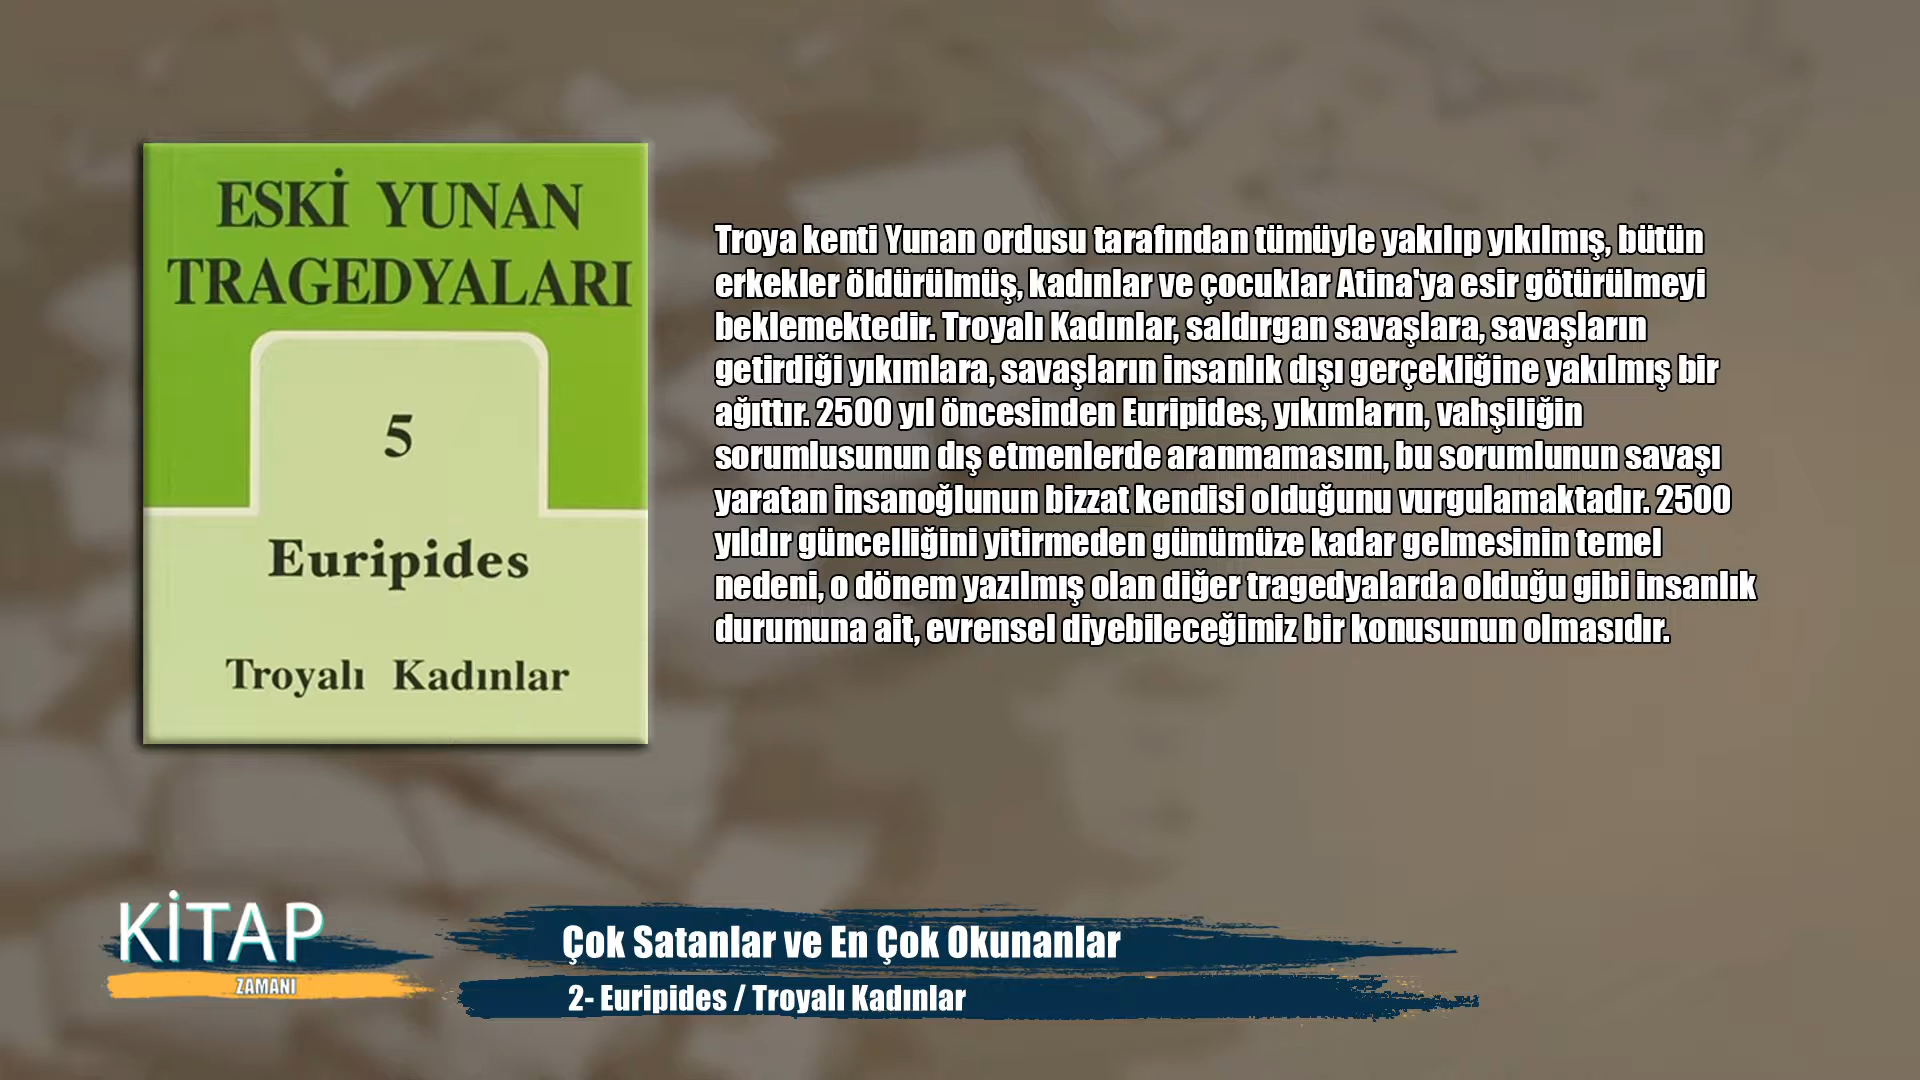 ESKİ YUNAN
TRAGEDYALARI
5
Euripides
Troyalı Kadınlar
Troya kenti Yunan ordusu tarafından tümüyle yakılıp yıkılmış, bütün
erkekler öldürülmüş, kadınlar ve çocuklar Atina'ya esir götürülmeyi
beklemektedir. Troyalı Kadınlar, saldırgan savaşlara, savaşların
getirdiği yıkımlara, savaşların insanlık dışı gerçekliğine yakılmış bir
ağıttır. 2500 yıl öncesinden Euripides, yıkımların, vahşiliğin
sorumlusunun dış etmenlerde aranmamasını, bu sorumlunun savaşı
yaratan insanoğlunun bizzat kendisi olduğunu vurgulamaktadır. 2500
yıldır güncelliğini yitirmeden günümüze kadar gelmesinin temel
nedeni, o dönem yazılmış olan diğer tragedyalarda olduğu gibi insanlık
durumuna ait, evrensel diyebileceğimiz bir konusunun olmasıdır.
KİTAP
ZAMANI
Çok Satanlar ve En Çok Okunanlar
2- Euripides / Troyalı Kadınlar